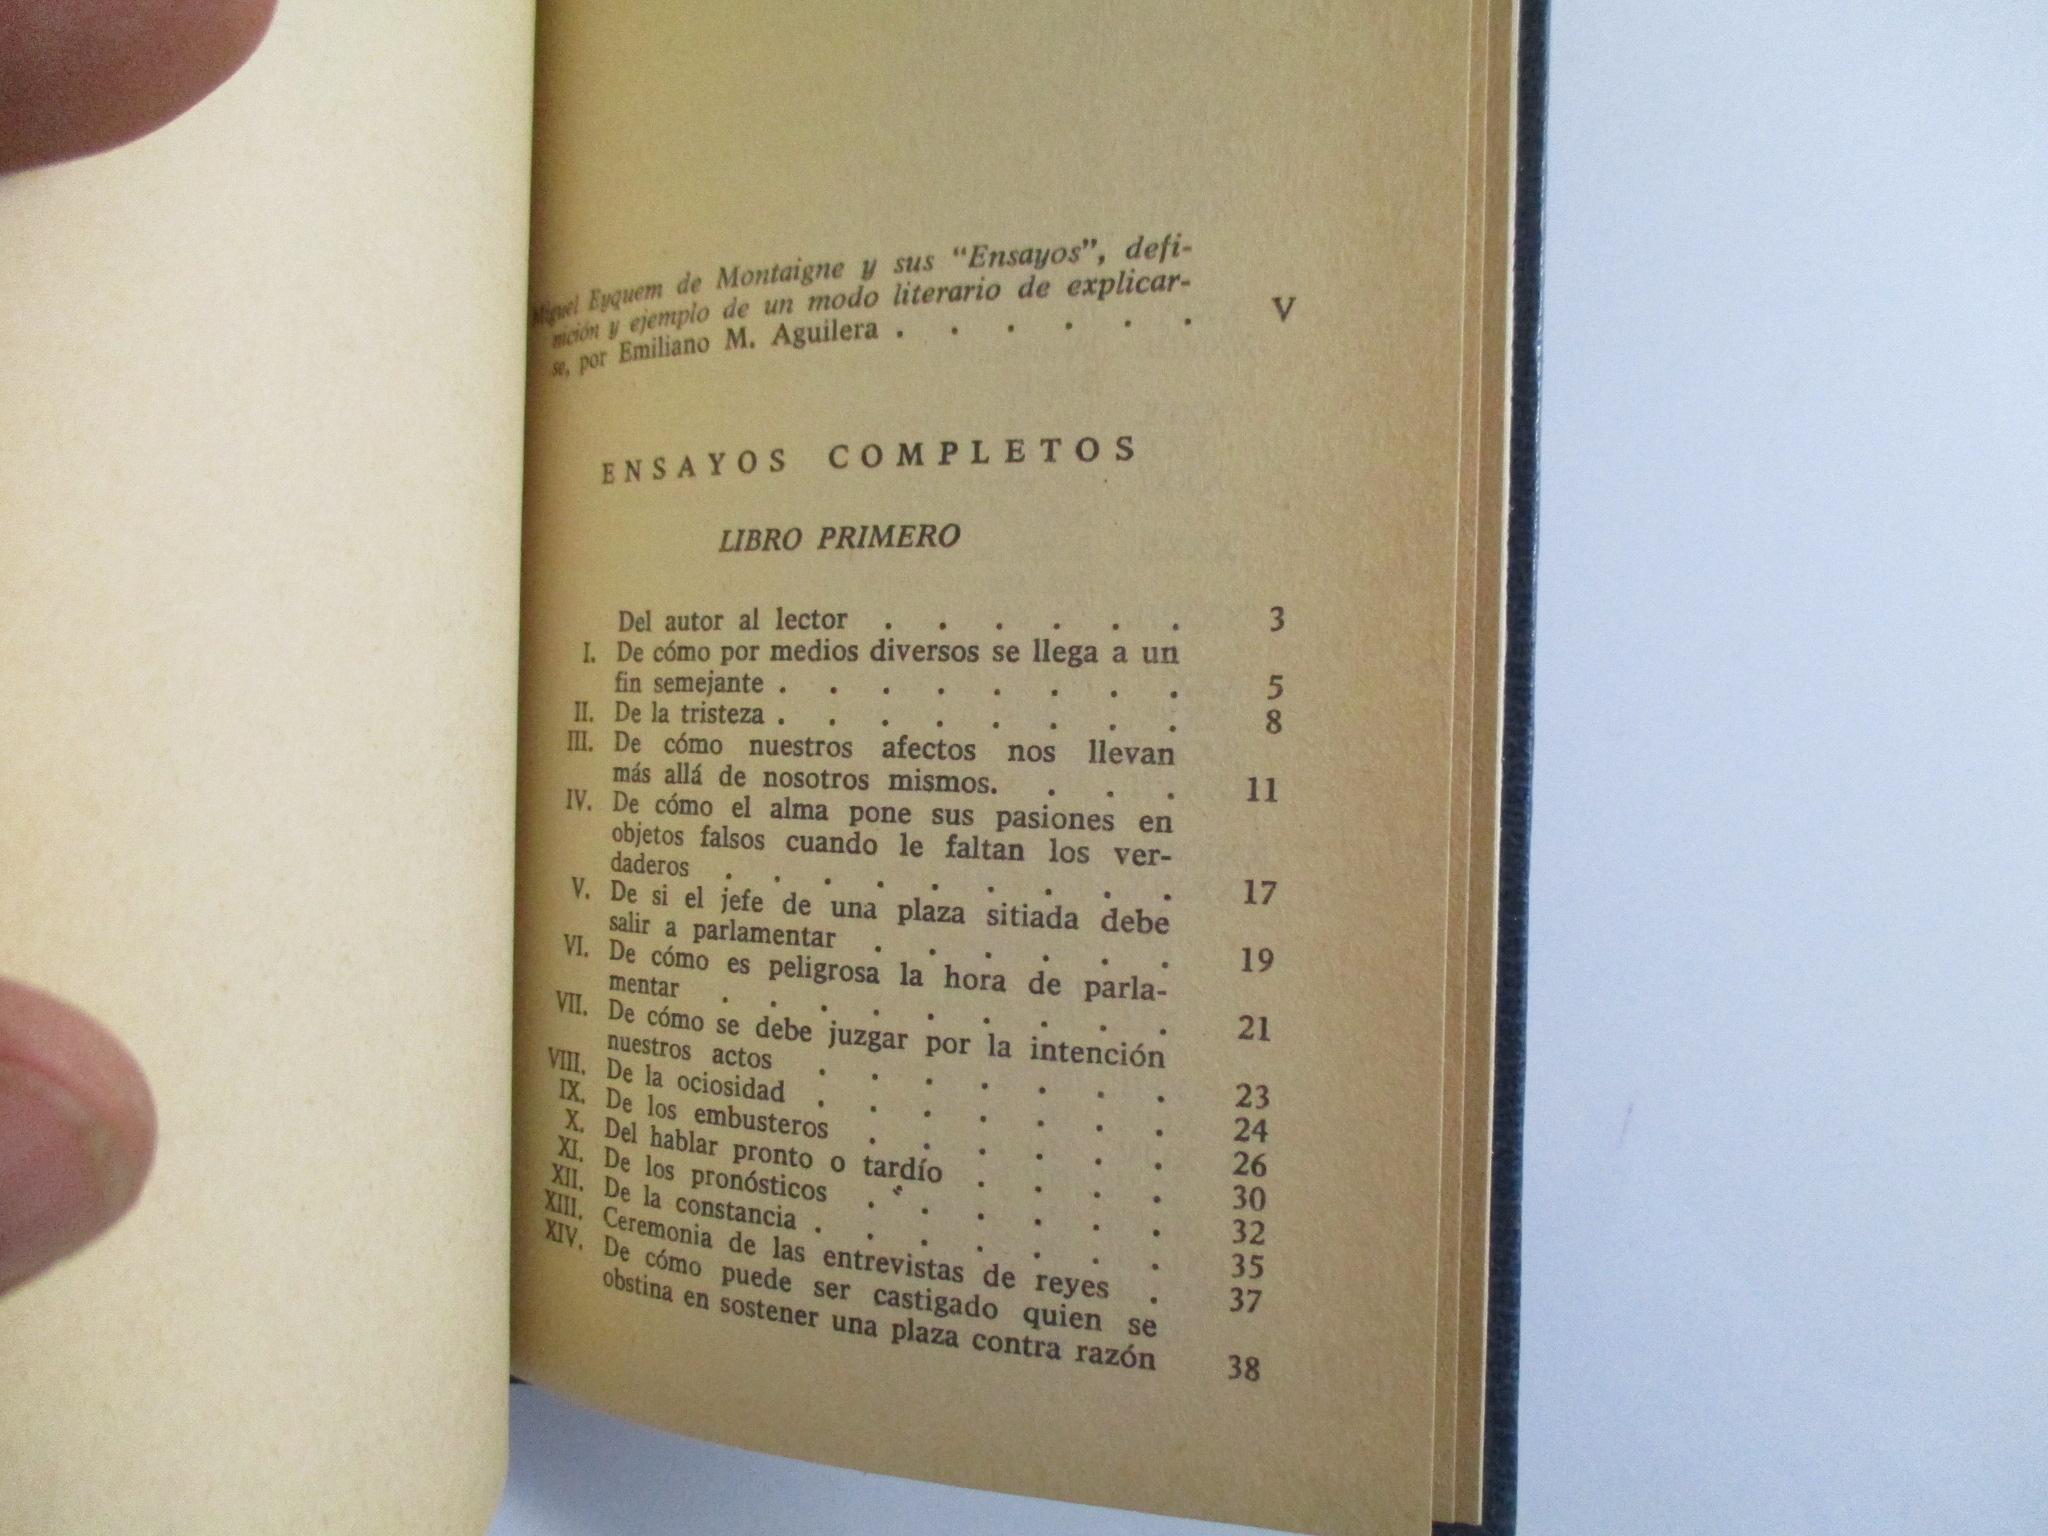 Miguel Eyquem de Montaigne y sus "Ensayos", defi-
nición y ejemplo de un modo literario de explicar-
se, por Emiliano M. Aguilera . . . . . . V
ENSAYOS COMPLETOS
LIBRO PRIMERO
Del autor al lector . . . . . . 3
I. De cómo por medios diversos se llega a un
fin semejante . . . . . . . . 5
II. De la tristeza . . . . . . . . 8
III. De cómo nuestros afectos nos llevan
más allá de nosotros mismos. . . . 11
IV. De cómo el alma pone sus pasiones en
objetos falsos cuando le faltan los ver-
daderos . . . . . . . . . 17
V. De si el jefe de una plaza sitiada debe
salir a parlamentar . . . . . . 19
VI. De cómo es peligrosa la hora de parla-
mentar . . . . . . . . . 21
VII. De cómo se debe juzgar por la intención
nuestros actos . . . . . . . 23
VIII. De la ociosidad . . . . . . . 24
IX. De los embusteros . . . . . . 26
X. Del hablar pronto o tardío . . . . 30
XI. De los pronósticos . . . . . . 32
XII. De la constancia . . . . . . . 35
XIII. Ceremonia de las entrevistas de reyes . 37
XIV. De cómo puede ser castigado quien se
obstina en sostener una plaza contra razón 38